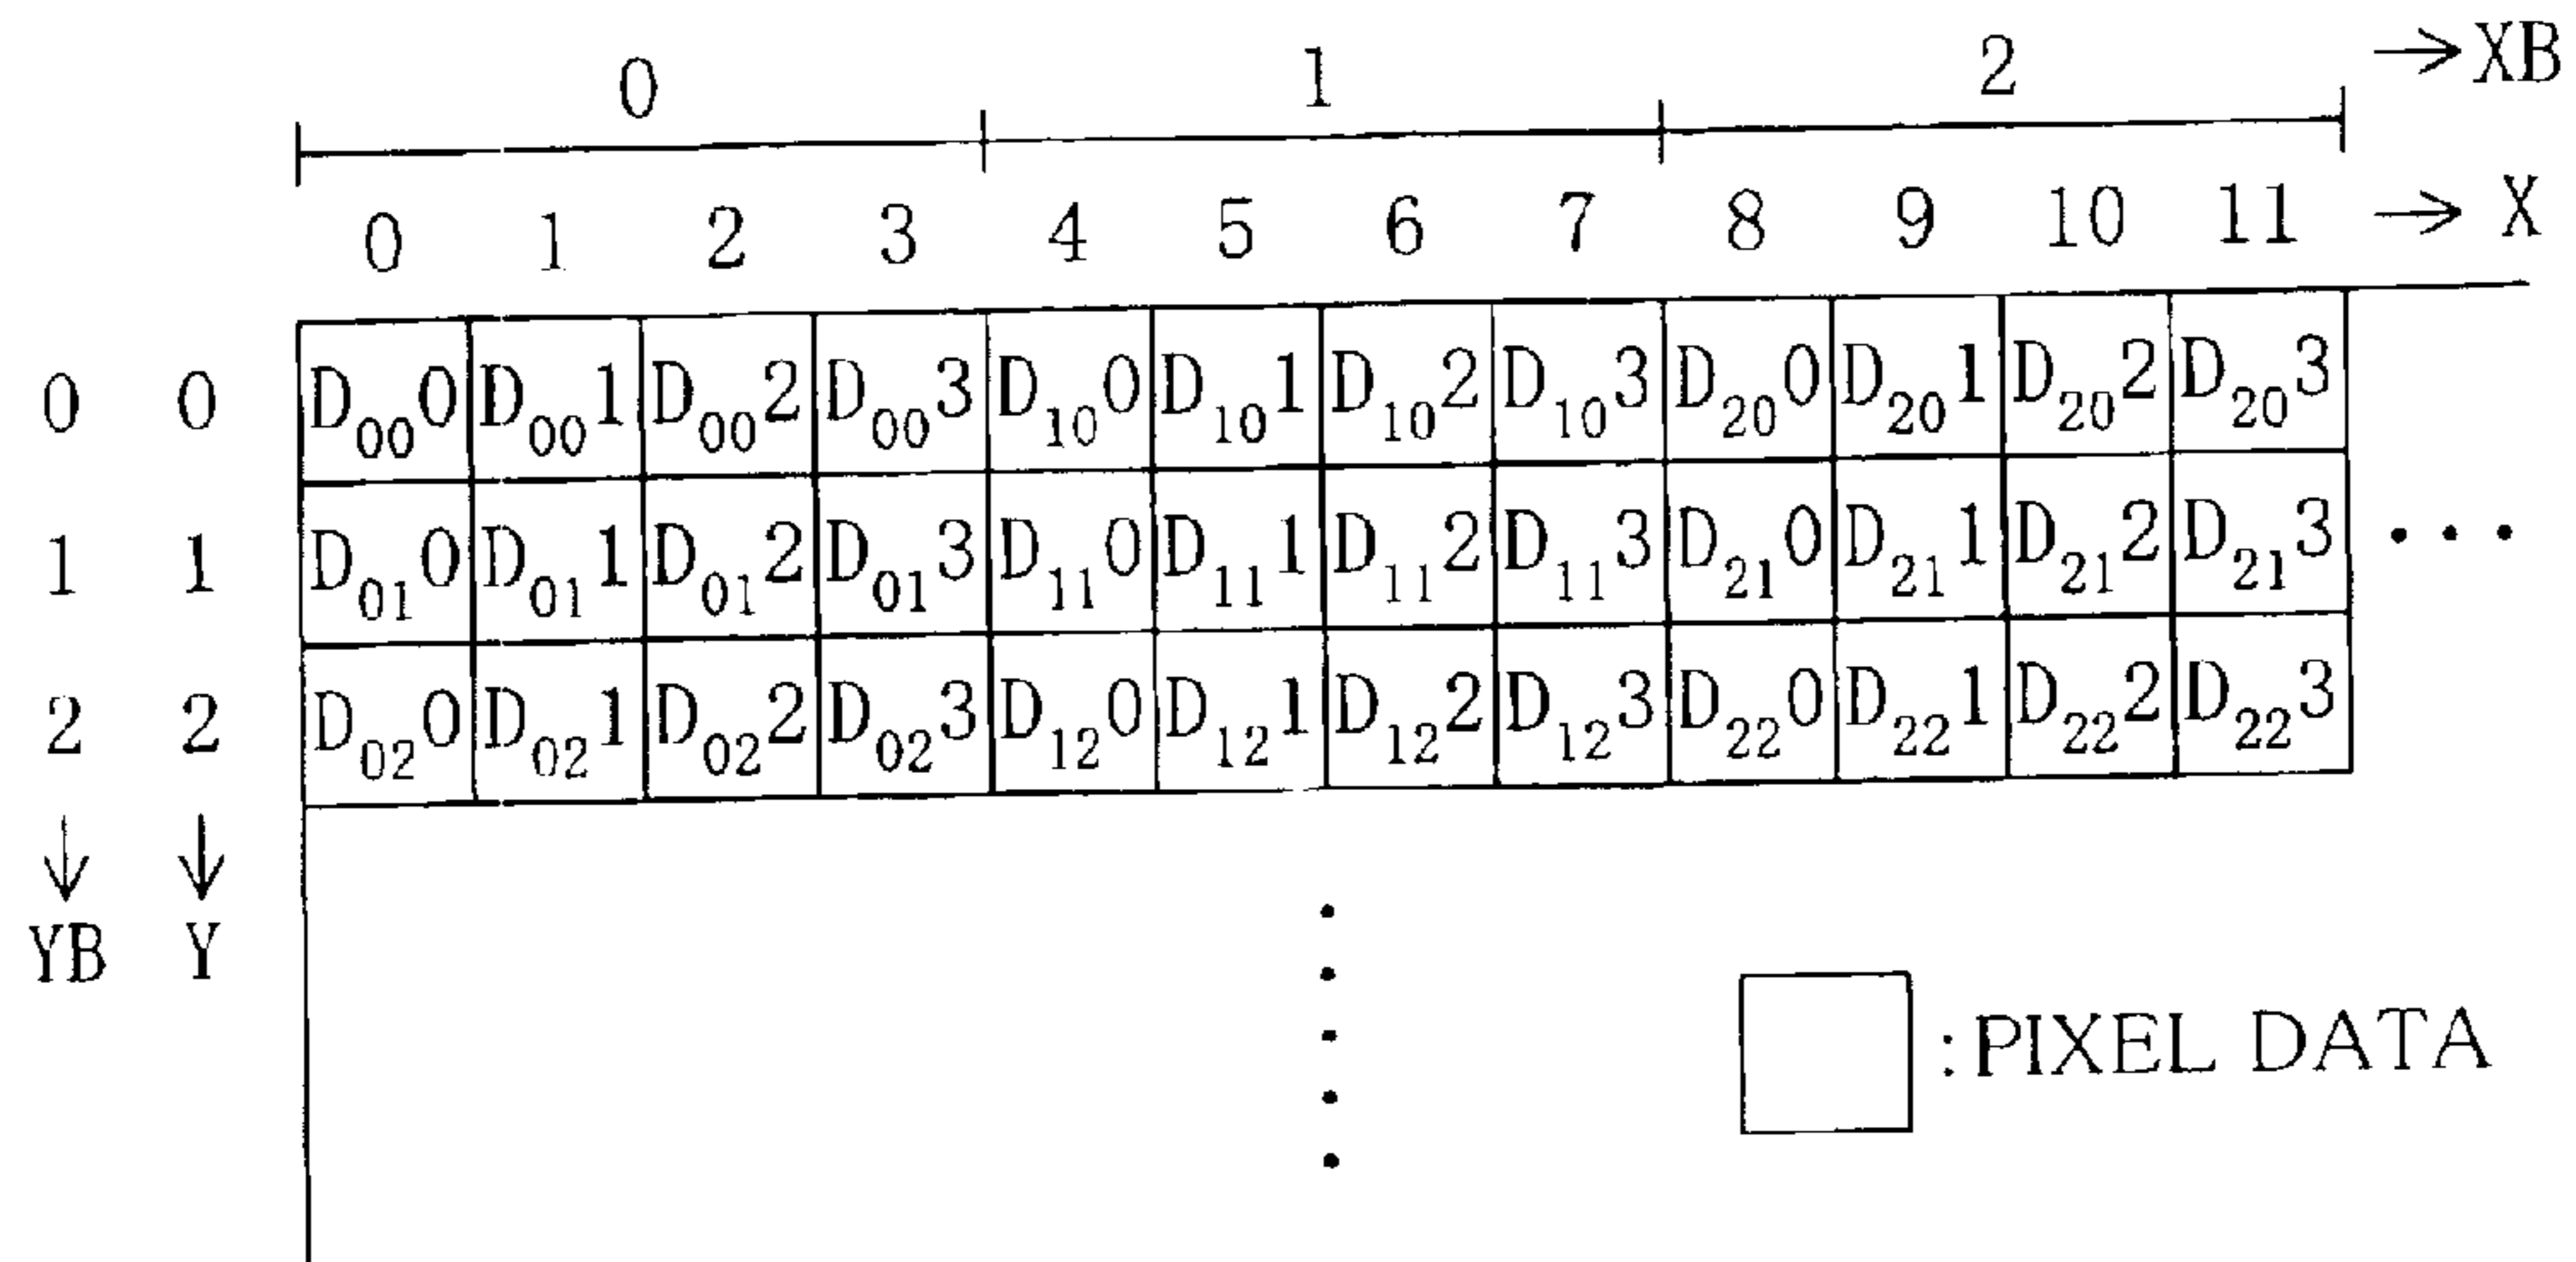 0 1 2 →XB
0 1 2 3 4 5 6 7 8 9 10 11 →X
0 0 D₀₀0 D₀₀1 D₀₀2 D₀₀3 D₁₀0 D₁₀1 D₁₀2 D₁₀3 D₂₀0 D₂₀1 D₂₀2 D₂₀3
1 1 D₀₁0 D₀₁1 D₀₁2 D₀₁3 D₁₁0 D₁₁1 D₁₁2 D₁₁3 D₂₁0 D₂₁1 D₂₁2 D₂₁3 ･･･
2 2 D₀₂0 D₀₂1 D₀₂2 D₀₂3 D₁₂0 D₁₂1 D₁₂2 D₁₂3 D₂₂0 D₂₂1 D₂₂2 D₂₂3
↓ ↓
YB Y
:PIXEL DATA